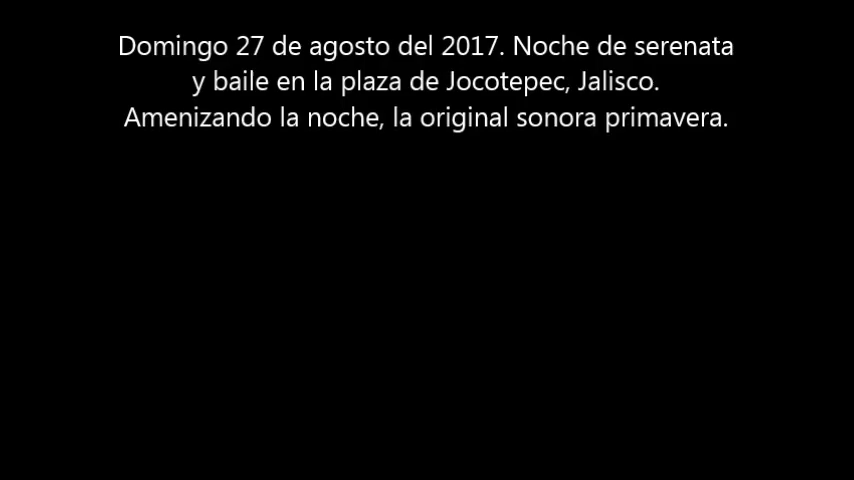 Domingo 27 de agosto del 2017. Noche de serenata
y baile en la plaza de Jocotepec, Jalisco.
Amenizando la noche, la original sonora primavera.